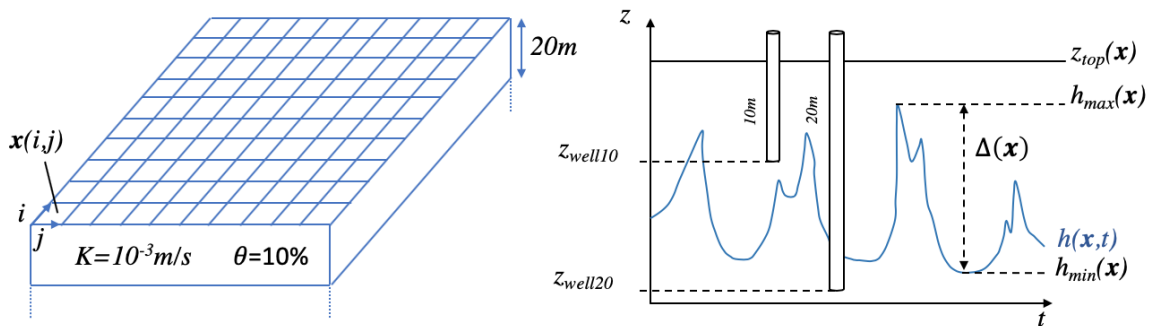 20m
x(i,j)
i
j
K=10⁻³m/s θ=10%
z
z_top(x)
h_max(x)
10m
20m
Δ(x)
z_well10
h(x,t)
h_min(x)
z_well20
t